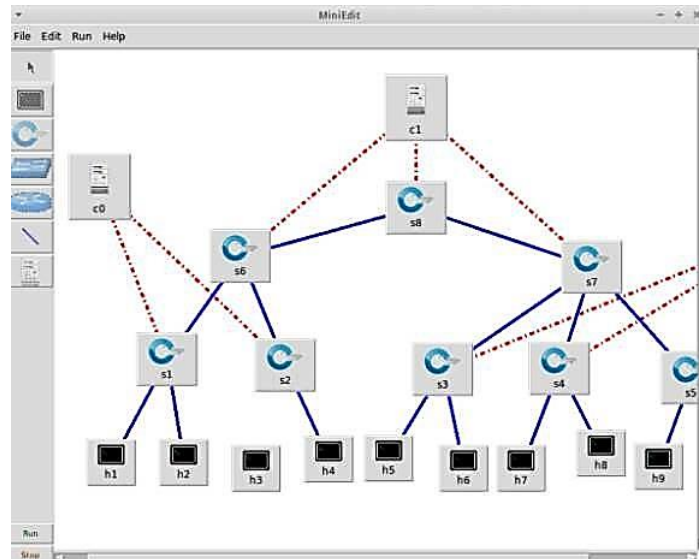 MiniEdit
File Edit Run Help
c1
c0
s8
s6
s7
s1
s2
s3
s4
s5
h1
h2
h3
h4
h5
h6
h7
h8
h9
Run
Stop